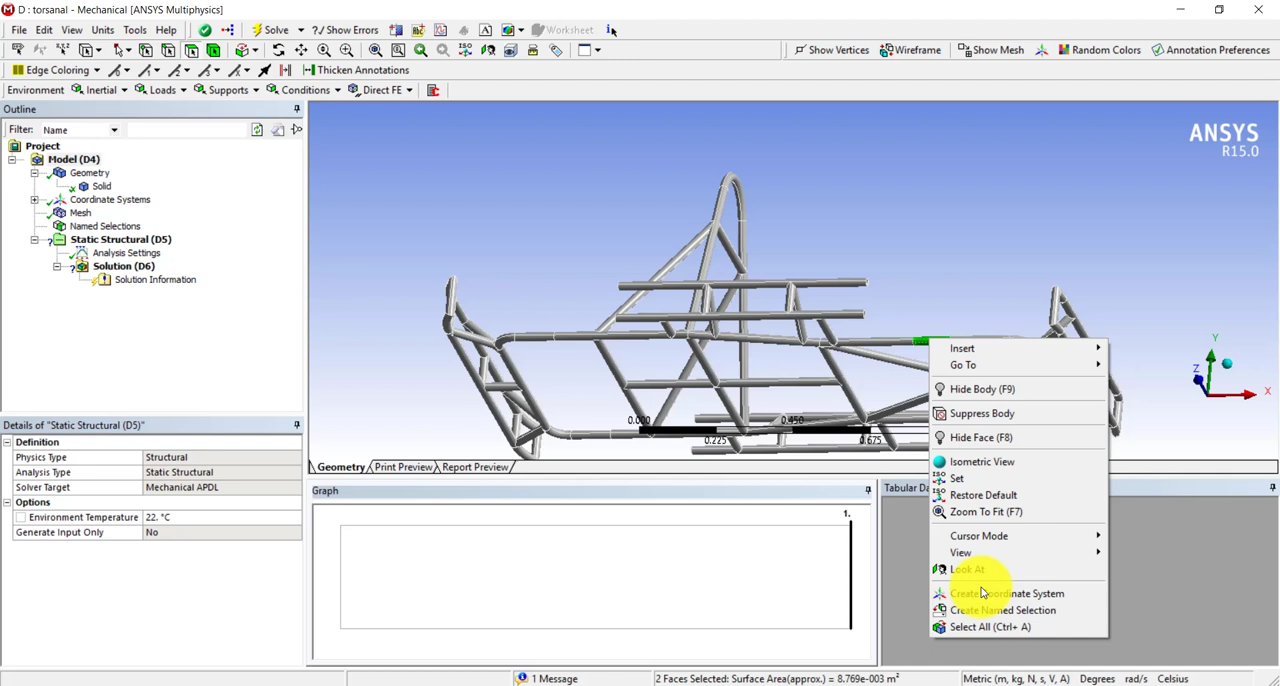 D : torsanal - Mechanical [ANSYS Multiphysics]
File Edit View Units Tools Help Solve ?/ Show Errors Worksheet
Show Vertices Wireframe Show Mesh Random Colors Annotation Preferences
Edge Coloring Thicken Annotations
Environment Inertial Loads Supports Conditions Direct FE
Outline
Filter: Name
Project
Model (D4)
Geometry
Solid
Coordinate Systems
Mesh
Named Selections
Static Structural (D5)
Analysis Settings
Solution (D6)
Solution Information
ANSYS
R15.0
Y
Z
X
0.000
0.450
0.225
0.675
Insert
Go To
Hide Body (F9)
Suppress Body
Hide Face (F8)
Isometric View
ISO Set
ISO Restore Default
Zoom To Fit (F7)
Cursor Mode
View
Look At
Create Coordinate System
Create Named Selection
Select All (Ctrl+ A)
Geometry Print Preview Report Preview
Details of "Static Structural (D5)"
Definition
Physics Type Structural
Analysis Type Static Structural
Solver Target Mechanical APDL
Options
Environment Temperature 22. °C
Generate Input Only No
Graph
1.
Tabular Da
1 Message
2 Faces Selected: Surface Area(approx.) = 8.769e-003 m²
Metric (m, kg, N, s, V, A) Degrees rad/s Celsius